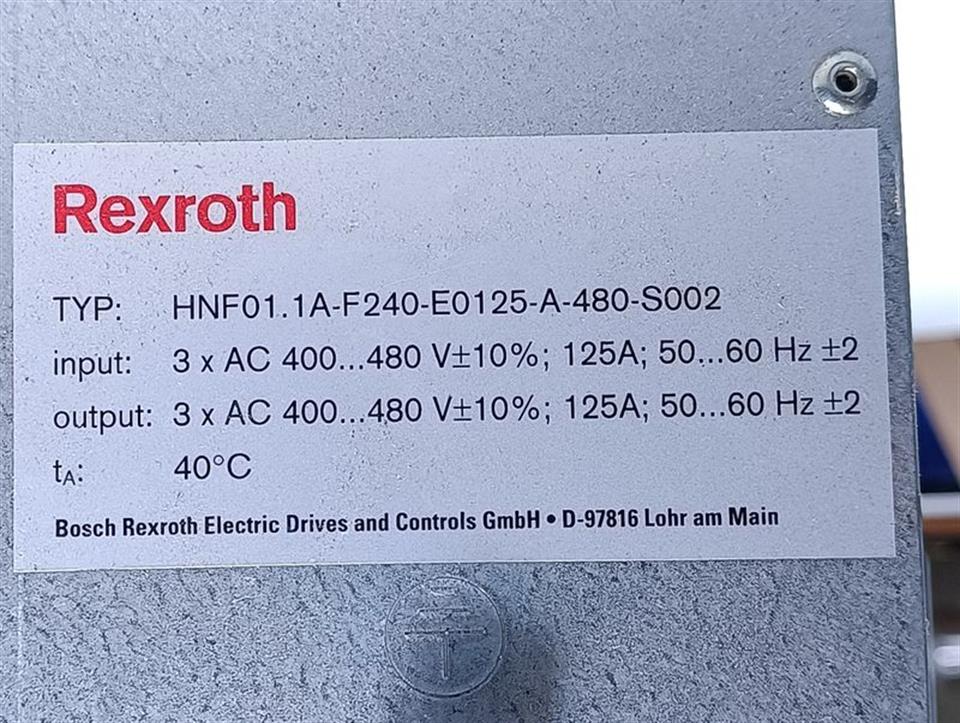 Rexroth
TYP: HNF01.1A-F240-E0125-A-480-S002
input: 3 x AC 400...480 V±10%; 125A; 50...60 Hz ±2
output: 3 x AC 400...480 V±10%; 125A; 50...60 Hz ±2
tA: 40°C
Bosch Rexroth Electric Drives and Controls GmbH • D-97816 Lohr am Main